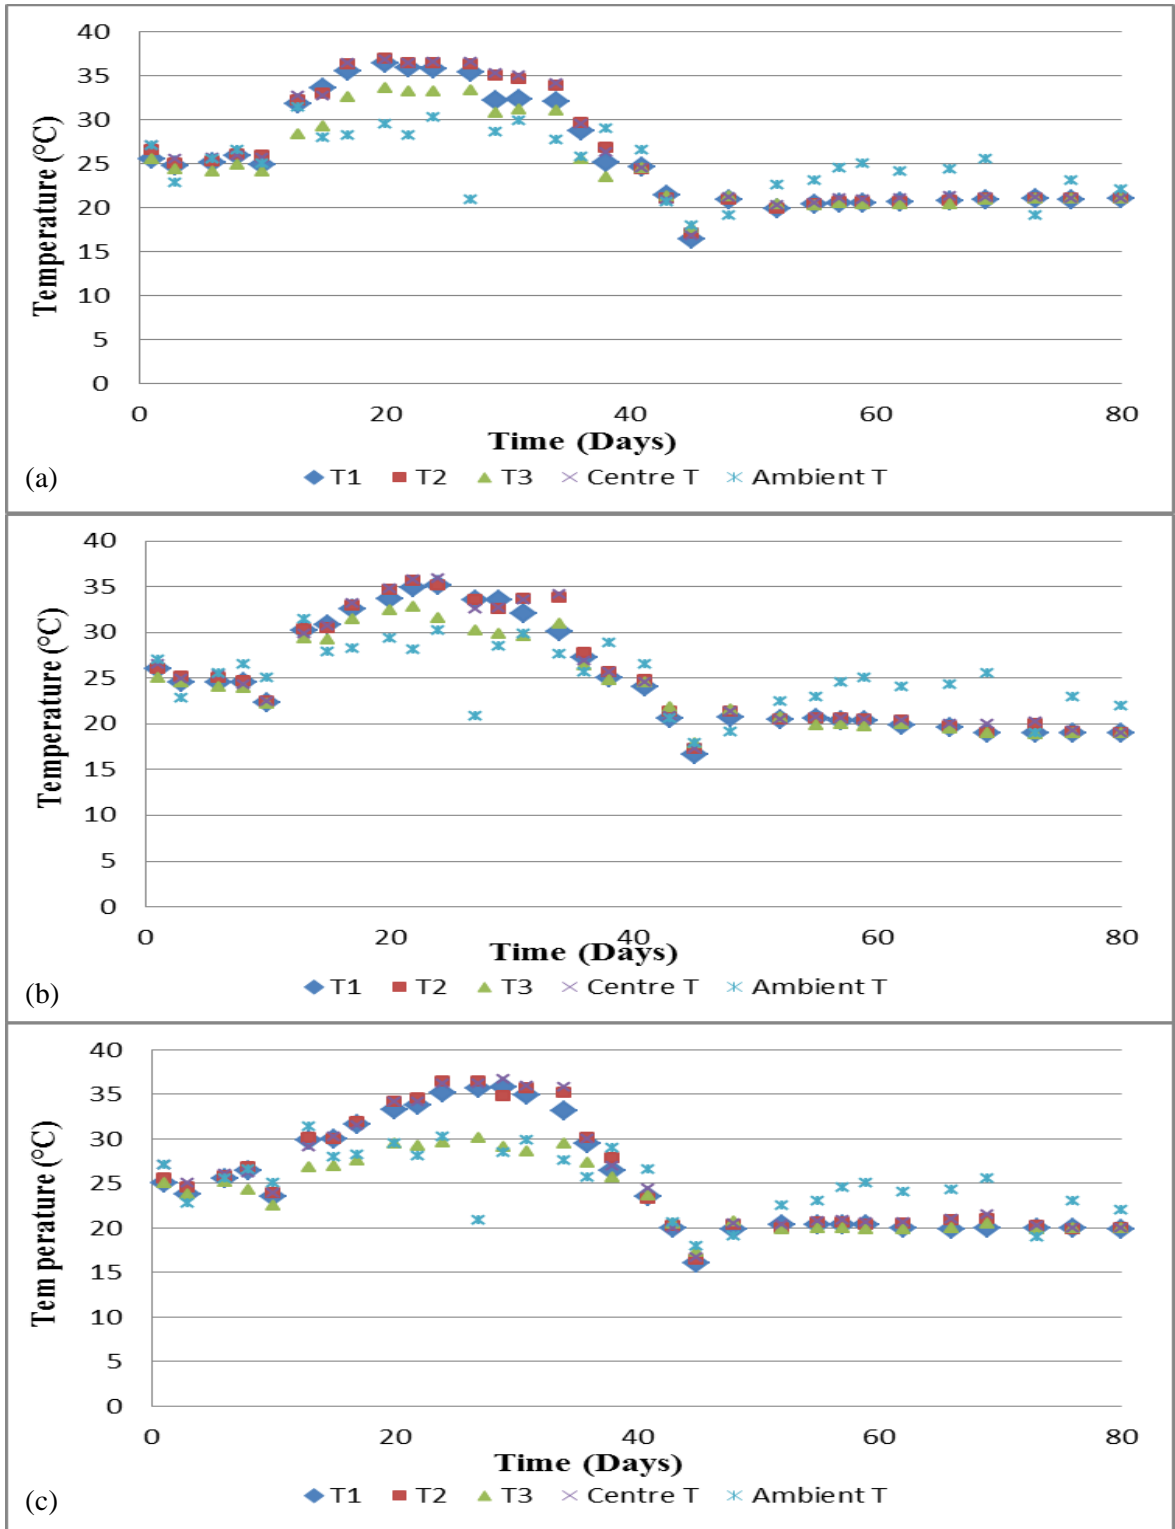 40
35
30
25
20
15
10
5
0
Temperature (°C)
0 20 40 60 80
Time (Days)
(a)
T1 T2 T3 Centre T Ambient T
40
35
30
25
20
15
10
5
0
Temperature (°C)
0 20 40 60 80
Time (Days)
(b)
T1 T2 T3 Centre T Ambient T
40
35
30
25
20
15
10
5
0
Tem perature (°C)
0 20 40 60 80
Time (Days)
(c)
T1 T2 T3 Centre T Ambient T